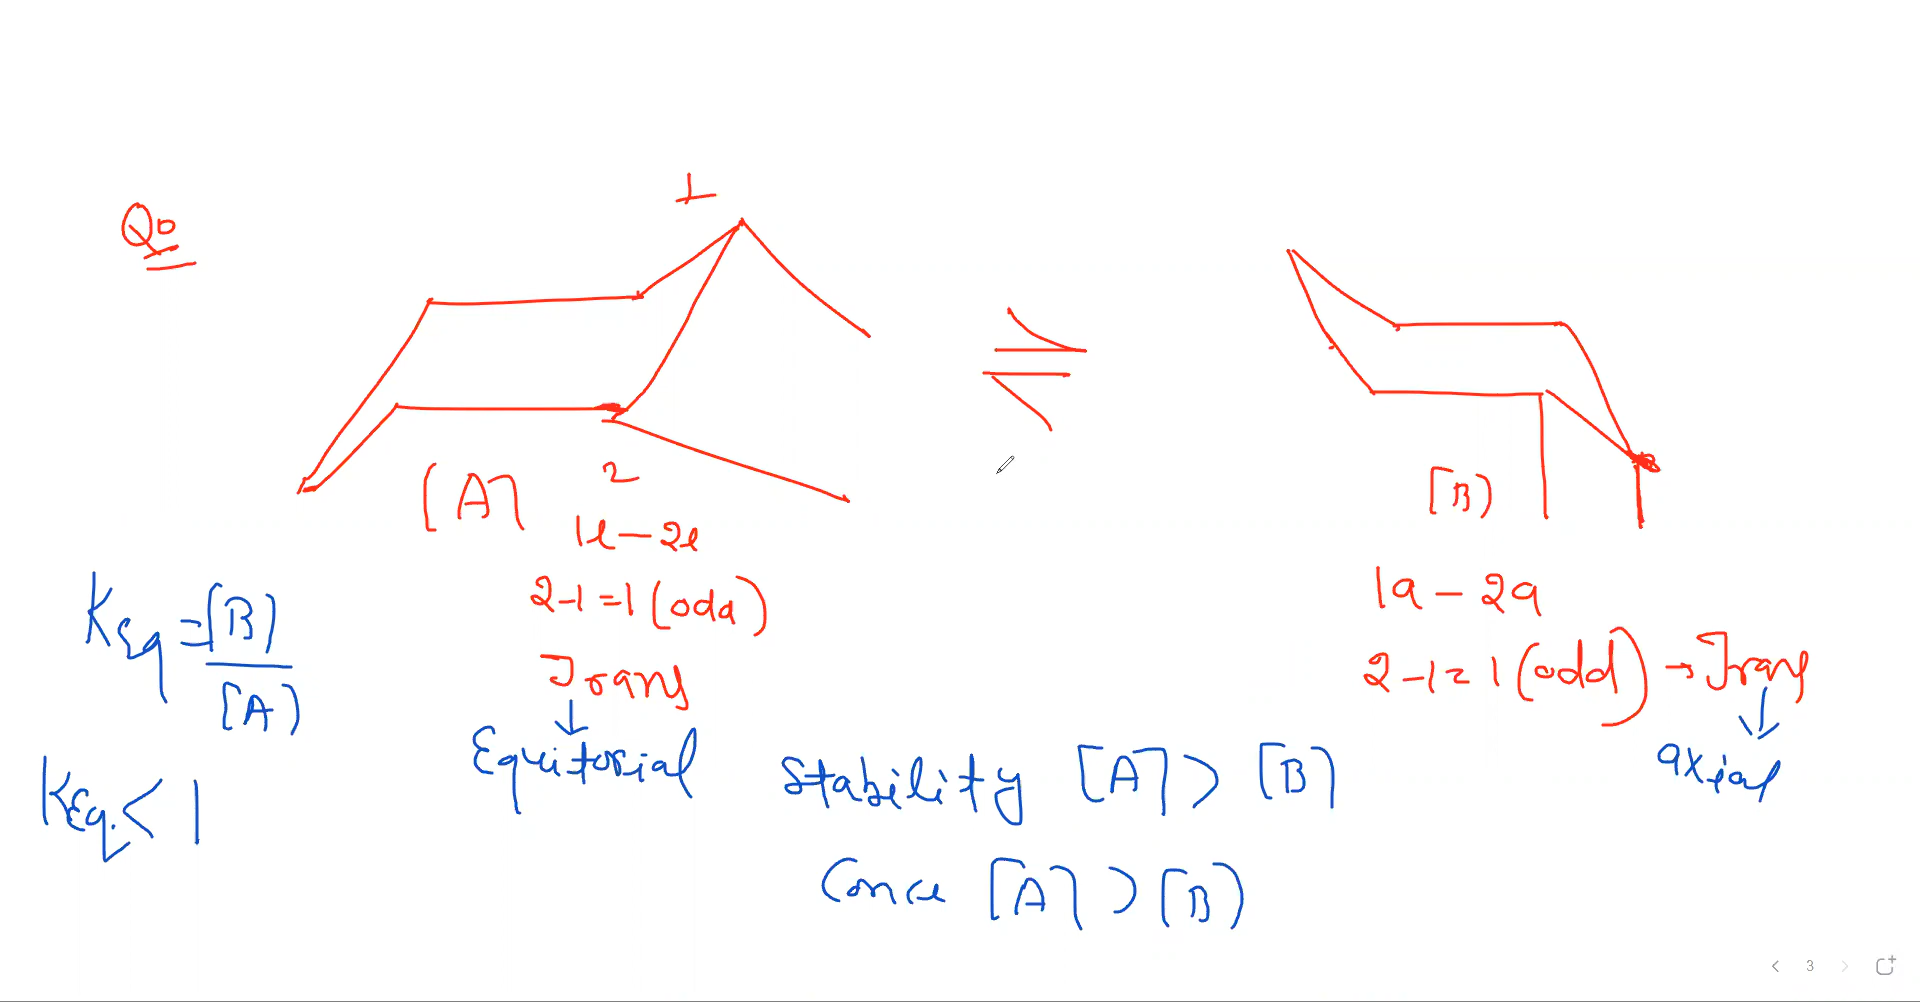 Qo
1
2
[A]
[B]
1e-2e
2-1=1 (odd)
Trans
Equitorial
1a-2a
2-1=1 (odd) → Trans
axial
KEq = [B]
[A]
KEq. < 1
Stability [A] > [B]
Conce [A] > [B]
3